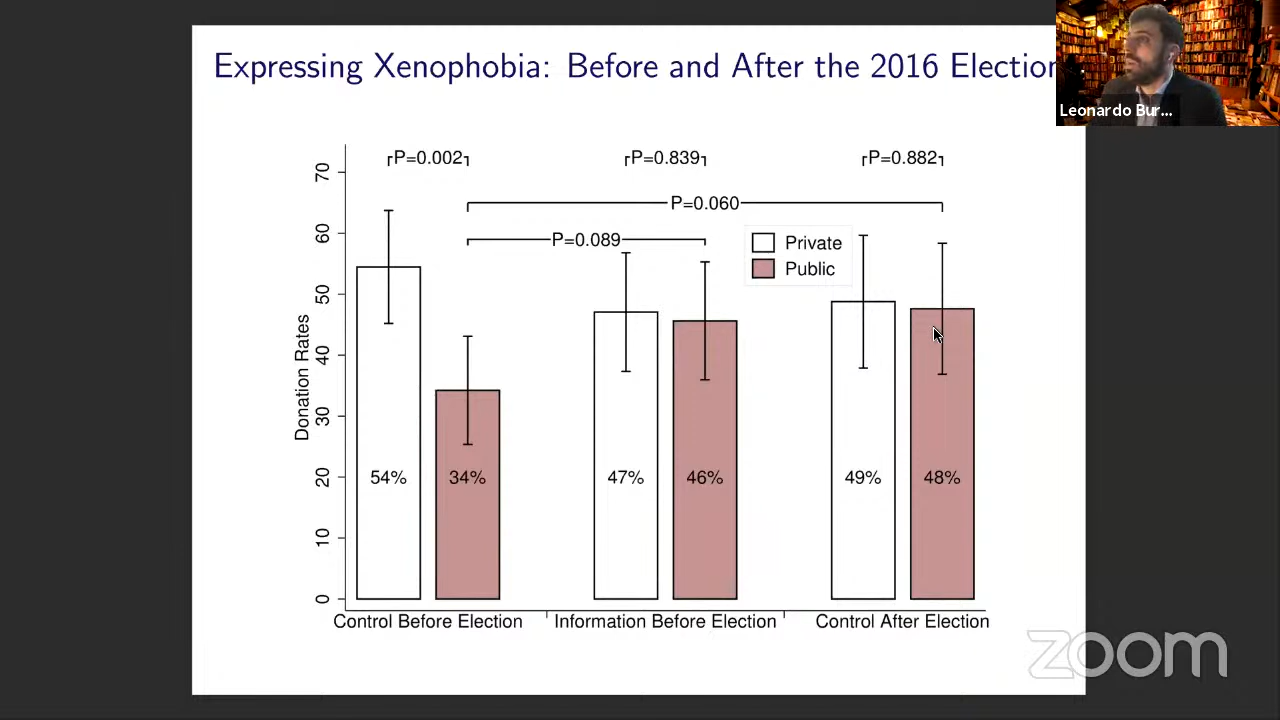 Expressing Xenophobia: Before and After the 2016 Election
Leonardo Bur...
P=0.002
P=0.839
P=0.882
P=0.060
P=0.089
Private
Public
Donation Rates
70
60
50
40
30
20
10
0
54%
34%
47%
46%
49%
48%
Control Before Election
Information Before Election
Control After Election
zoom